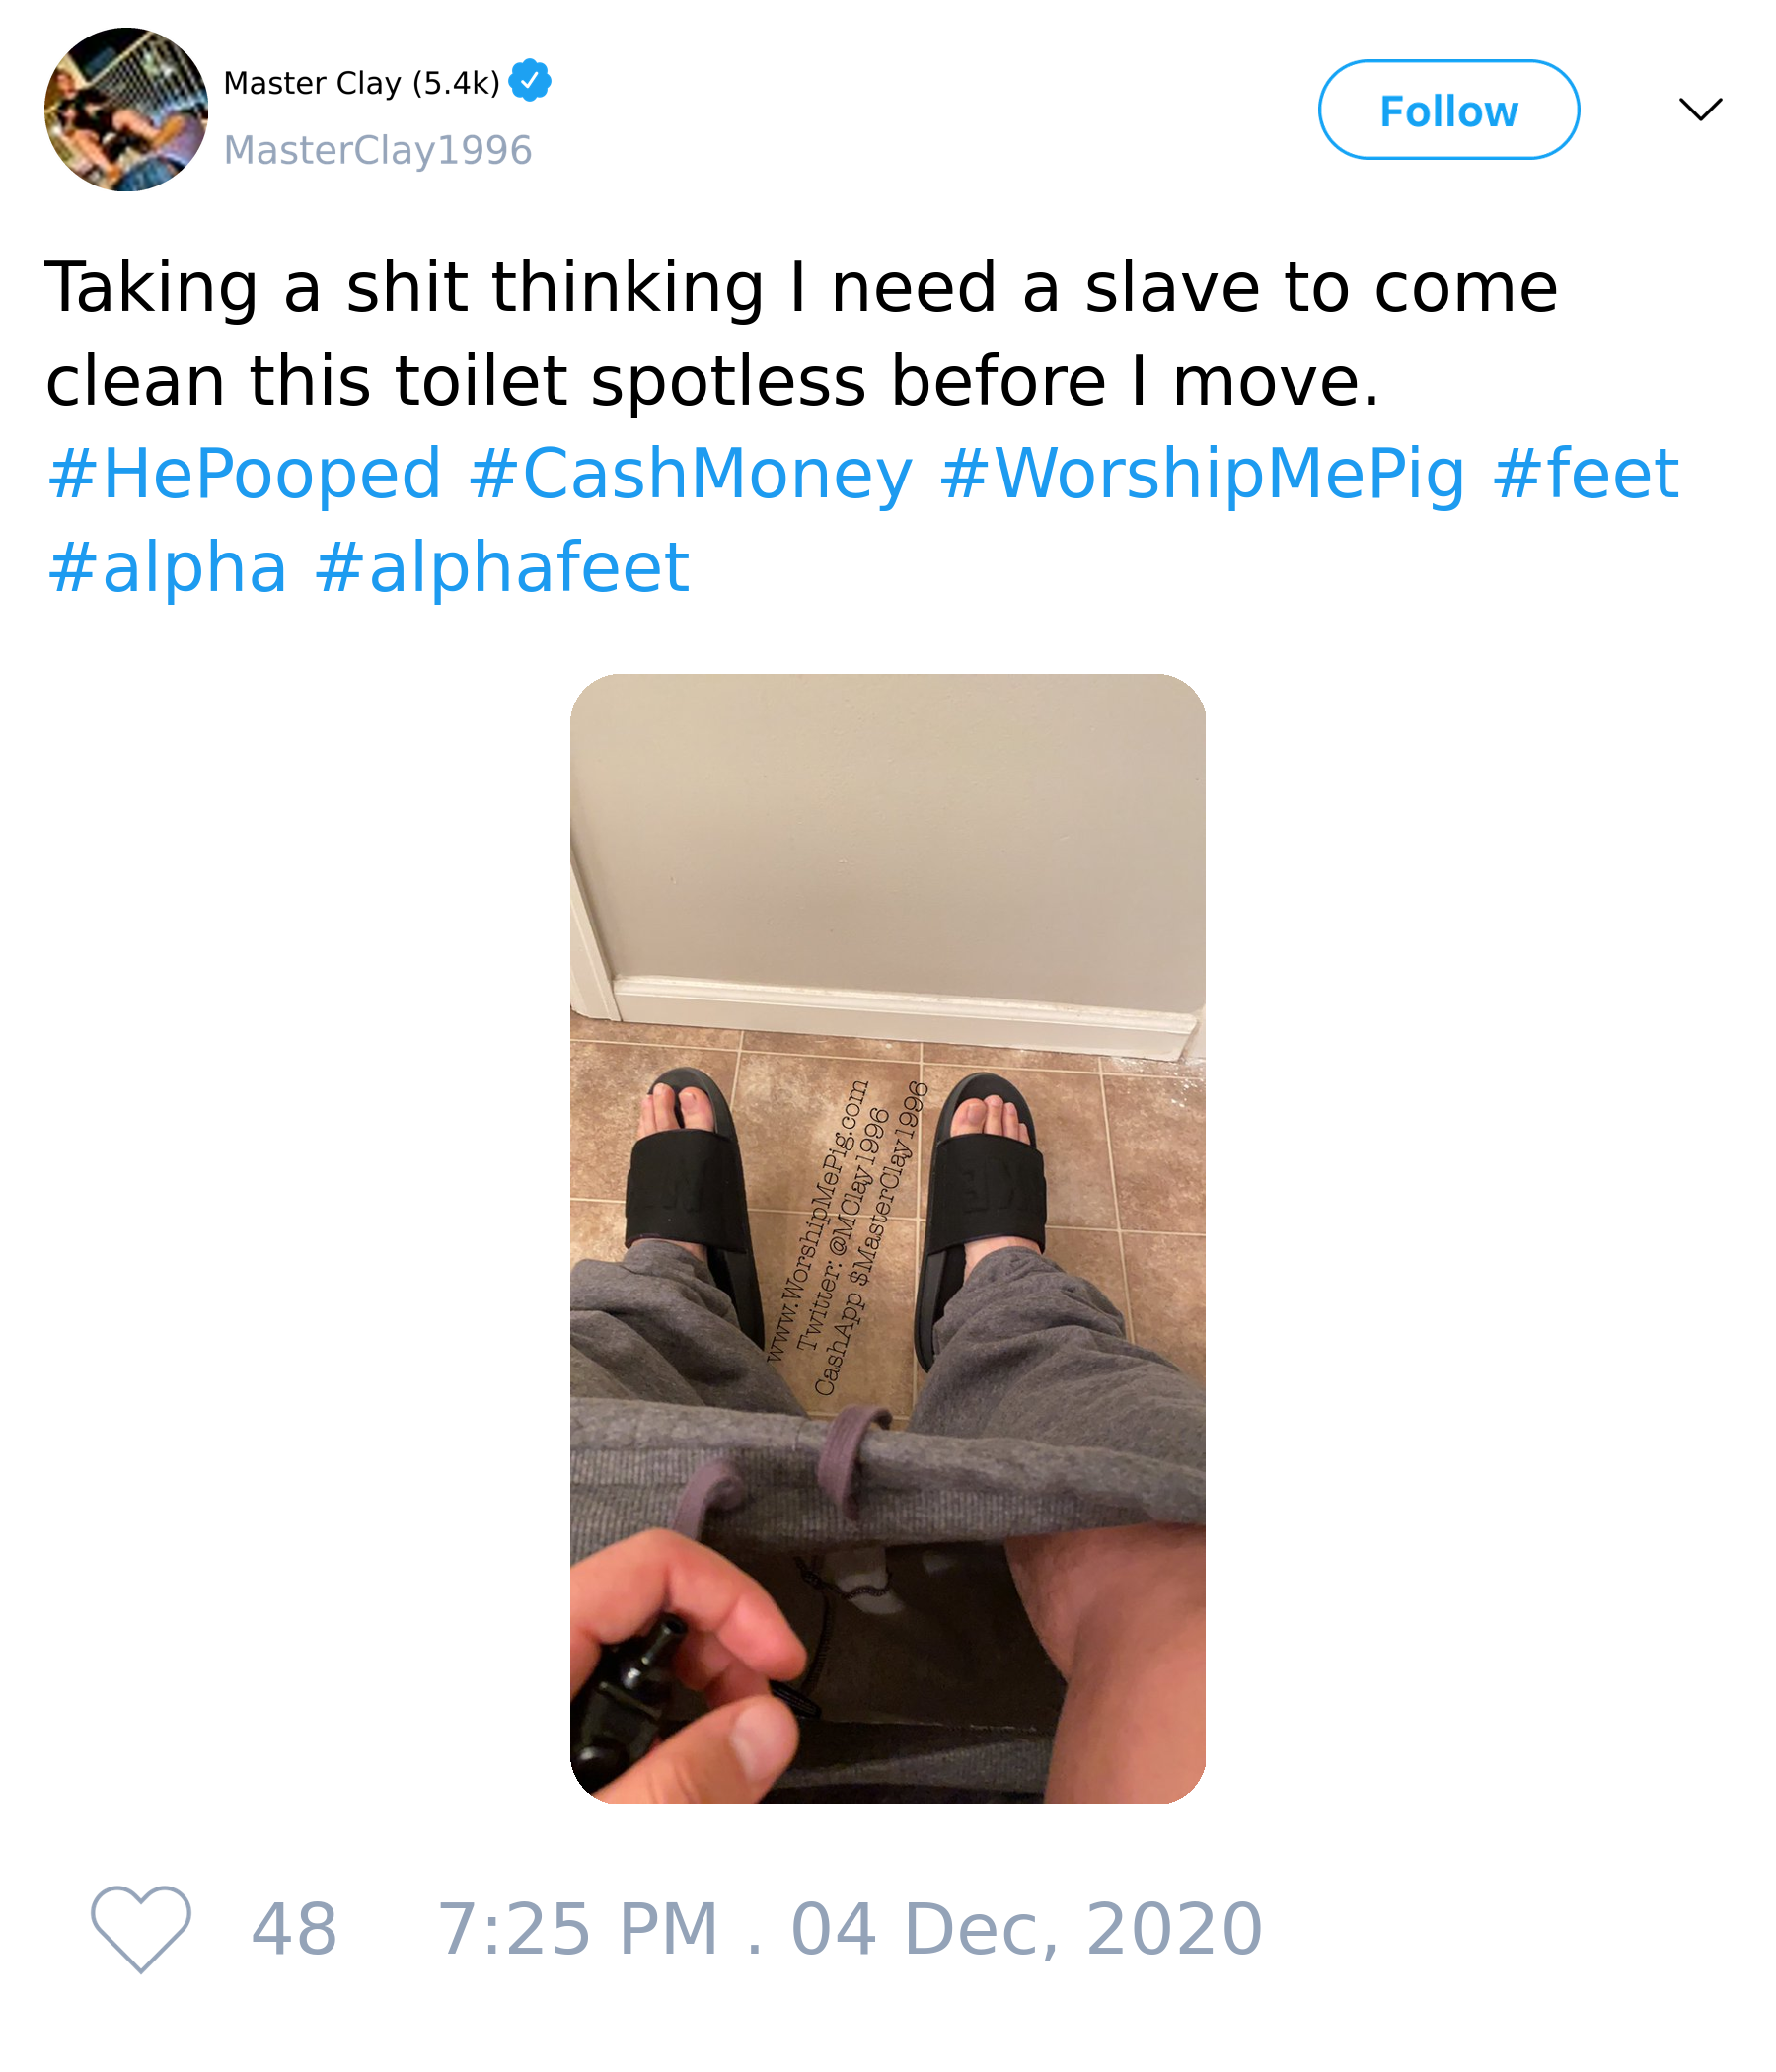 Master Clay (5.4k)
MasterClay1996
Follow
Taking a shit thinking I need a slave to come
clean this toilet spotless before I move.
#HePooped #CashMoney #WorshipMePig #feet
#alpha #alphafeet
www.WorshipMePig.com
Twitter: @MClay1996
CashApp $MasterClay1996
48
7:25 PM . 04 Dec, 2020